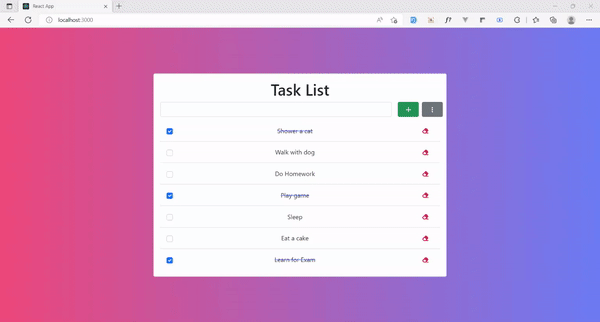 React App
localhost:3000
Task List
Shower a cat
Walk with dog
Do Homework
Play game
Sleep
Eat a cake
Learn for Exam